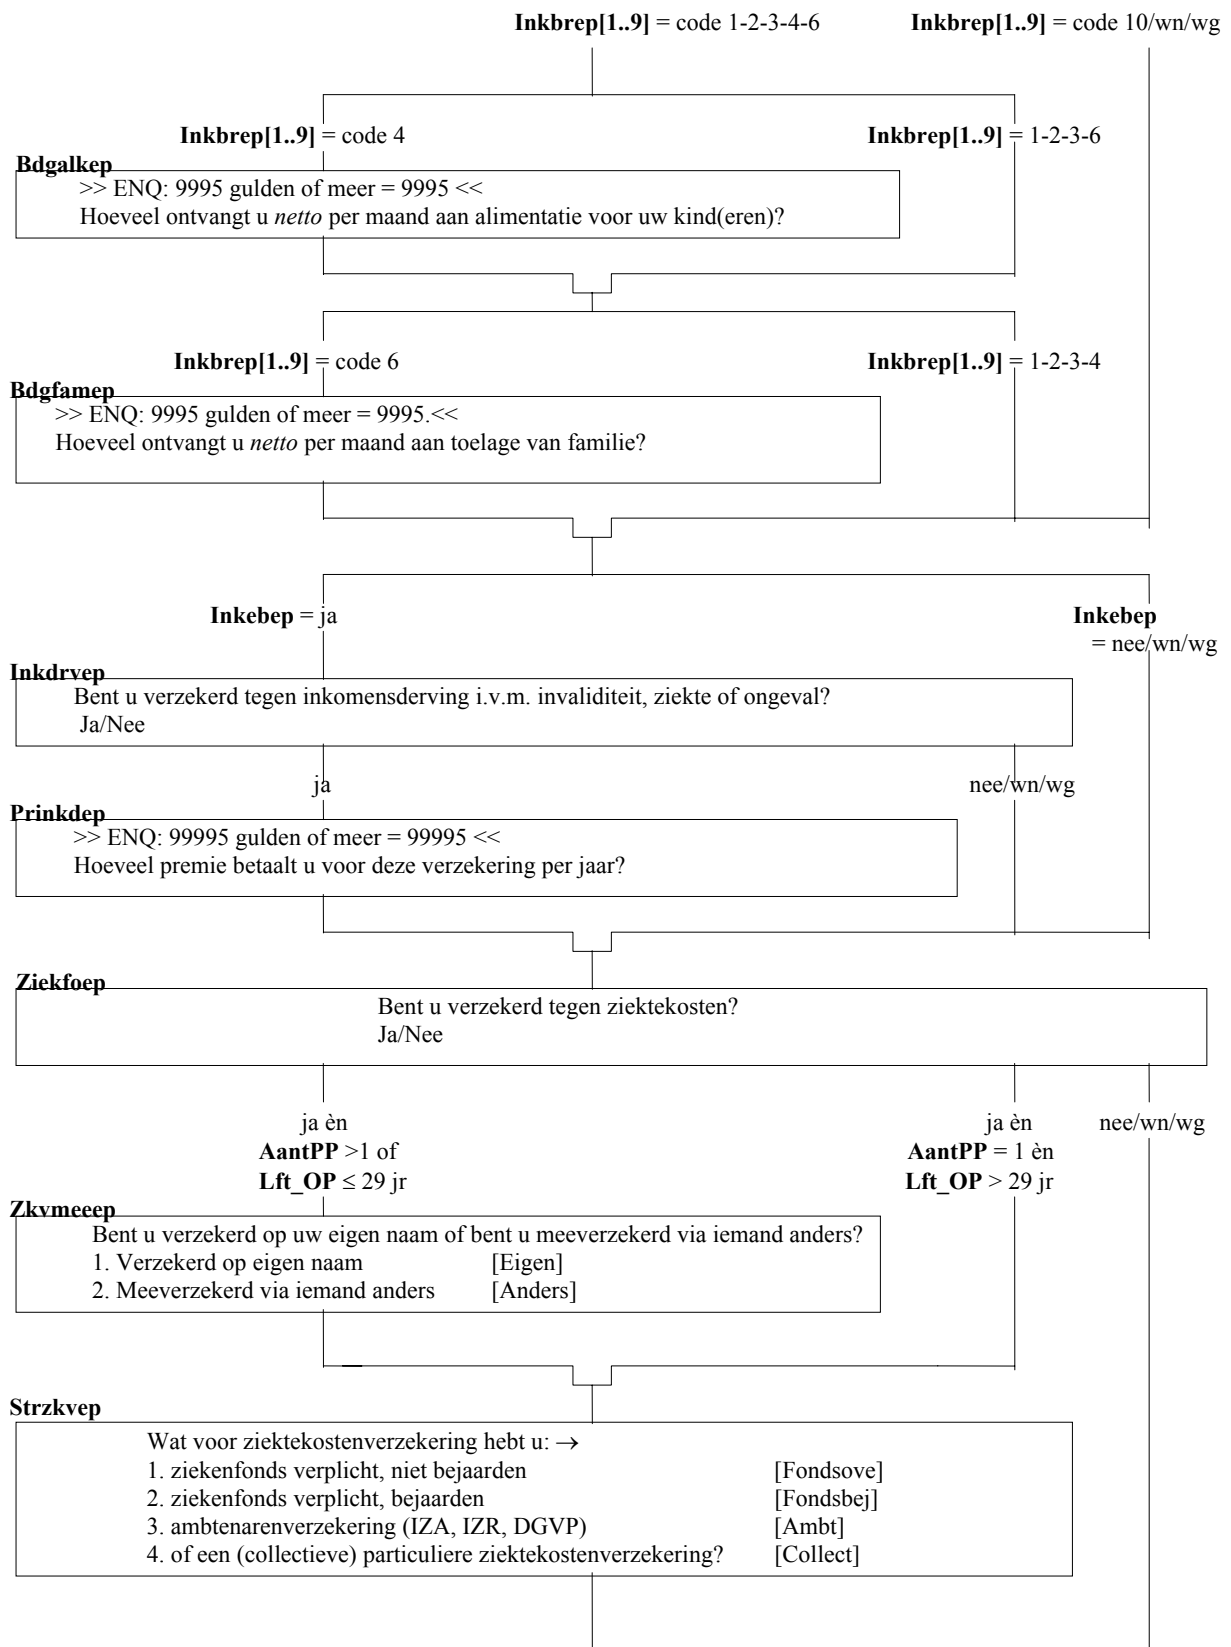 Inkbrep[1..9] = code 1-2-3-4-6 Inkbrep[1..9] = code 10/wn/wg
Inkbrep[1..9] = code 4 Inkbrep[1..9] = 1-2-3-6
Bdgalkep
>> ENQ: 9995 gulden of meer = 9995 <<
Hoeveel ontvangt u netto per maand aan alimentatie voor uw kind(eren)?
Inkbrep[1..9] = code 6 Inkbrep[1..9] = 1-2-3-4
Bdgfamep
>> ENQ: 9995 gulden of meer = 9995.<<
Hoeveel ontvangt u netto per maand aan toelage van familie?
Inkebep = ja Inkebep
= nee/wn/wg
Inkdrvep
Bent u verzekerd tegen inkomensderving i.v.m. invaliditeit, ziekte of ongeval?
Ja/Nee
ja nee/wn/wg
Prinkdep
>> ENQ: 99995 gulden of meer = 99995 <<
Hoeveel premie betaalt u voor deze verzekering per jaar?
Ziekfoep
Bent u verzekerd tegen ziektekosten?
Ja/Nee
ja èn ja èn nee/wn/wg
AantPP >1 of AantPP = 1 èn
Lft_OP ≤ 29 jr Lft_OP > 29 jr
Zkvmeeep
Bent u verzekerd op uw eigen naam of bent u meeverzekerd via iemand anders?
1. Verzekerd op eigen naam [Eigen]
2. Meeverzekerd via iemand anders [Anders]
Strzkvep
Wat voor ziektekostenverzekering hebt u: →
1. ziekenfonds verplicht, niet bejaarden [Fondsove]
2. ziekenfonds verplicht, bejaarden [Fondsbej]
3. ambtenarenverzekering (IZA, IZR, DGVP) [Ambt]
4. of een (collectieve) particuliere ziektekostenverzekering? [Collect]